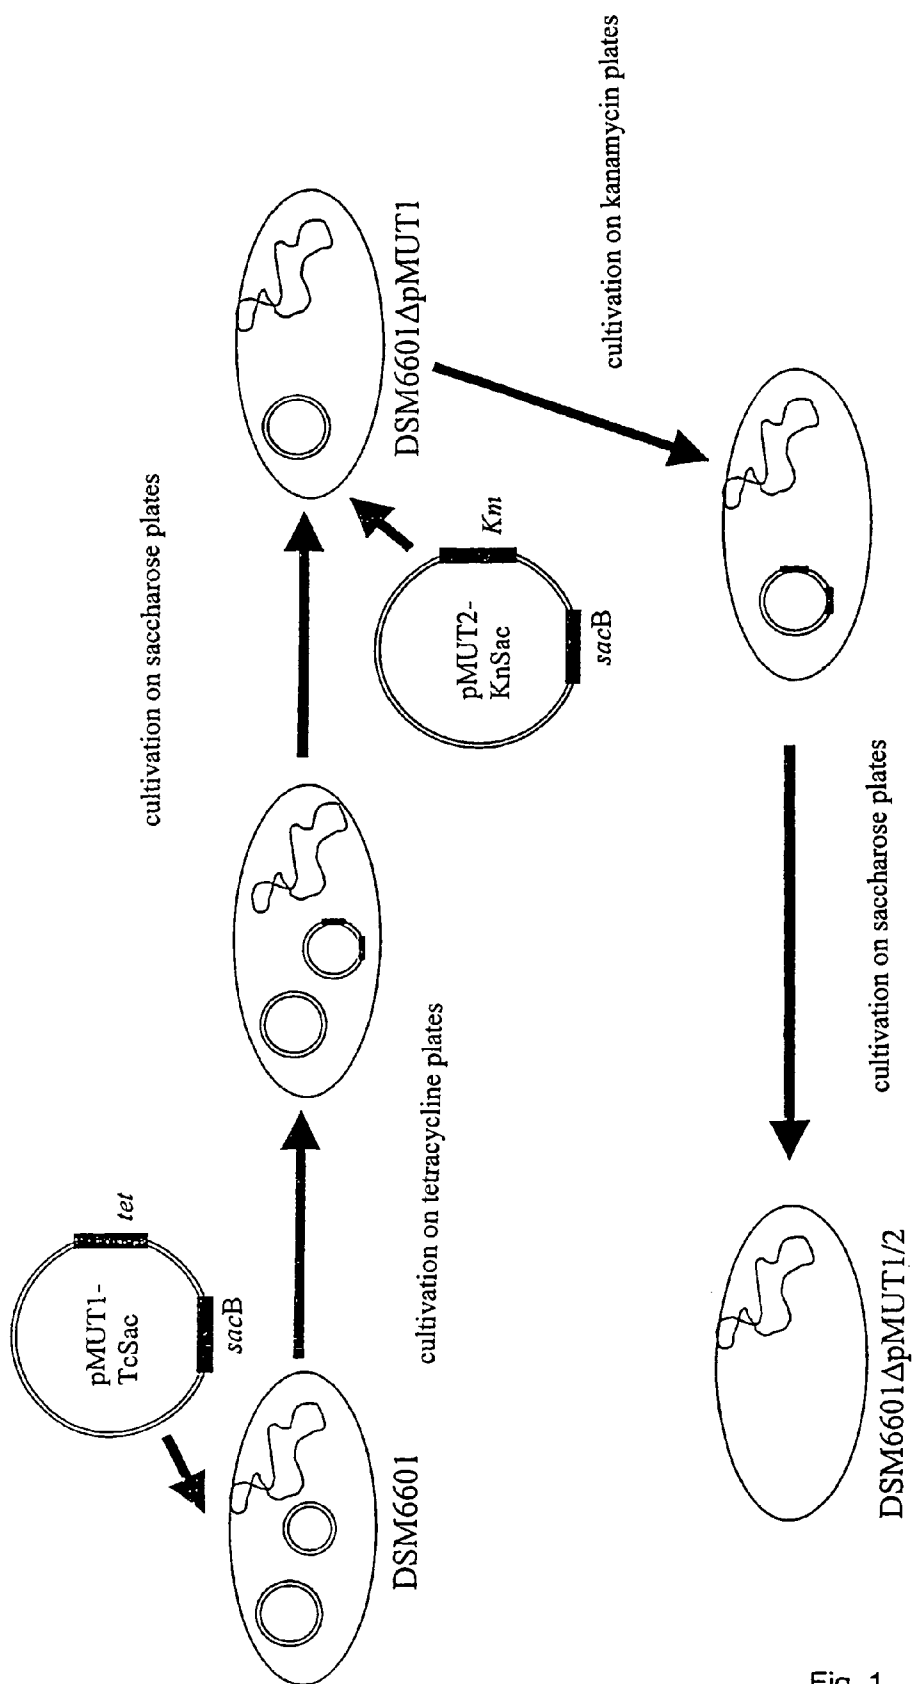 pMUT1-
TcSac
tet
sacB
DSM6601
cultivation on tetracycline plates
cultivation on saccharose plates
DSM6601ΔpMUT1
pMUT2-
KnSac
Km
sacB
cultivation on kanamycin plates
cultivation on saccharose plates
DSM6601ΔpMUT1/2
Fig. 1